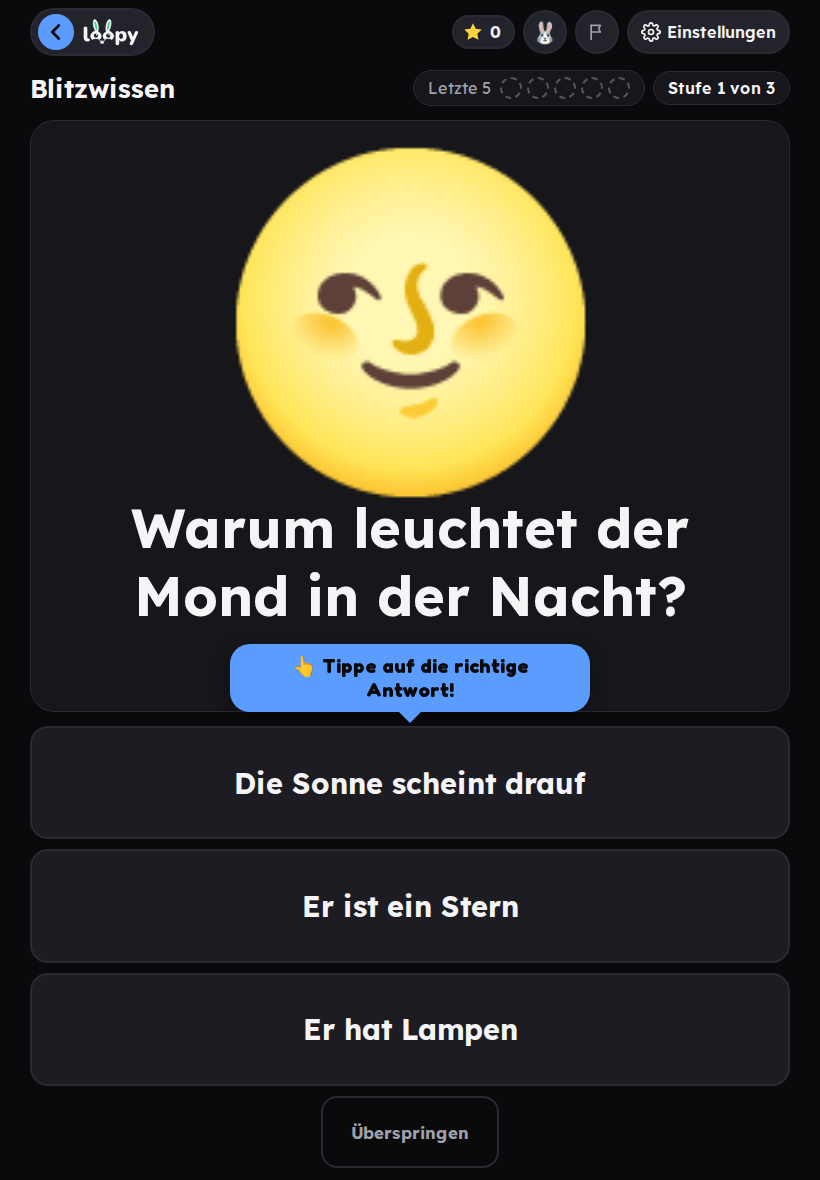 loopy
0
Einstellungen
Blitzwissen
Letzte 5
Stufe 1 von 3
Warum leuchtet der
Mond in der Nacht?
👆 Tippe auf die richtige
Antwort!
Die Sonne scheint drauf
Er ist ein Stern
Er hat Lampen
Überspringen